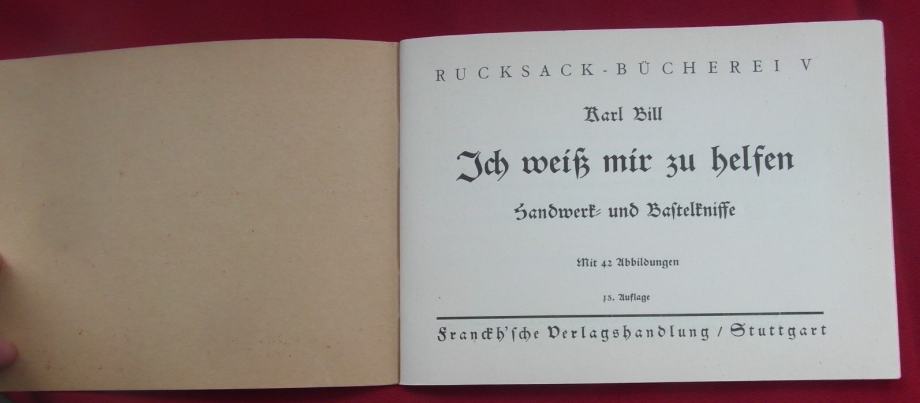 RUCKSACK-BÜCHEREI V
Karl Bill
Ich weiß mir zu helfen
Handwerk- und Bastelkniffe
Mit 42 Abbildungen
15. Auflage
Franckh'sche Verlagshandlung / Stuttgart